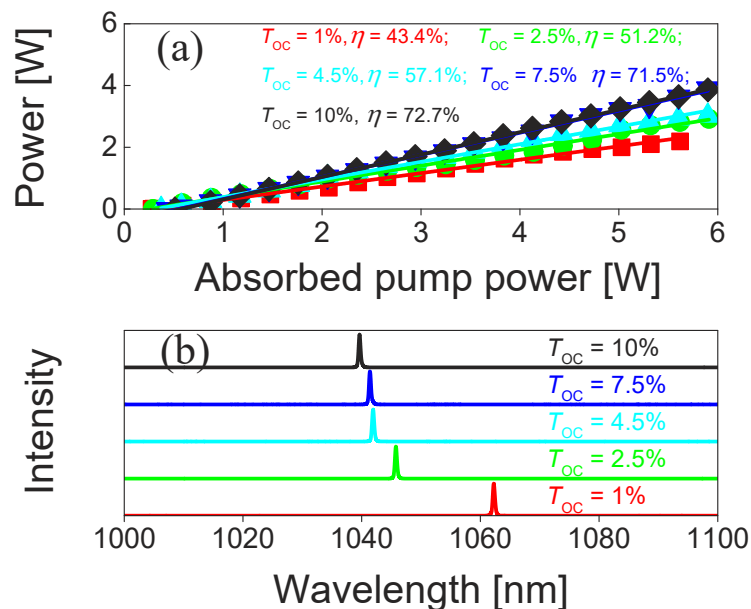 (a)
T_OC = 1%, η = 43.4%; T_OC = 2.5%, η = 51.2%;
T_OC = 4.5%, η = 57.1%; T_OC = 7.5% η = 71.5%;
T_OC = 10%, η = 72.7%
Power [W]
6
4
2
0
0 1 2 3 4 5 6
Absorbed pump power [W]
(b)
T_OC = 10%
T_OC = 7.5%
T_OC = 4.5%
T_OC = 2.5%
T_OC = 1%
Intensity
1000 1020 1040 1060 1080 1100
Wavelength [nm]